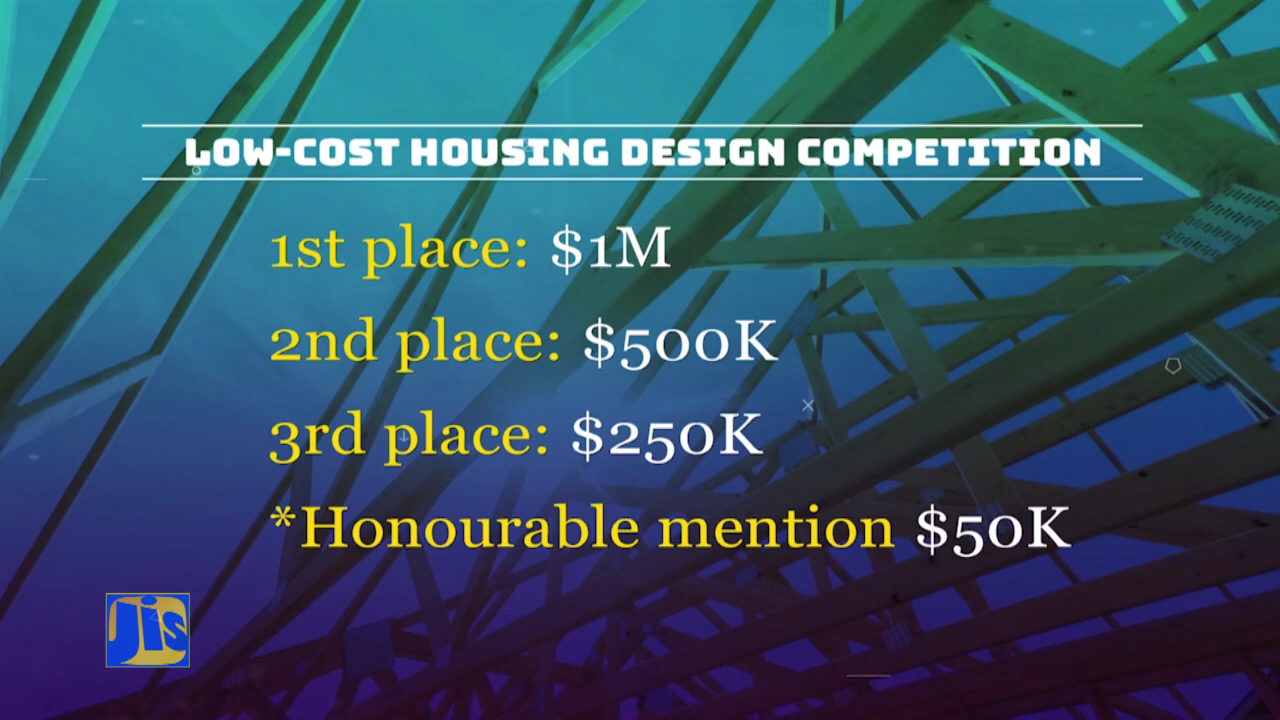 LOW-COST HOUSING DESIGN COMPETITION
1st place: $1M
2nd place: $500K
3rd place: $250K
*Honourable mention $50K
Jis